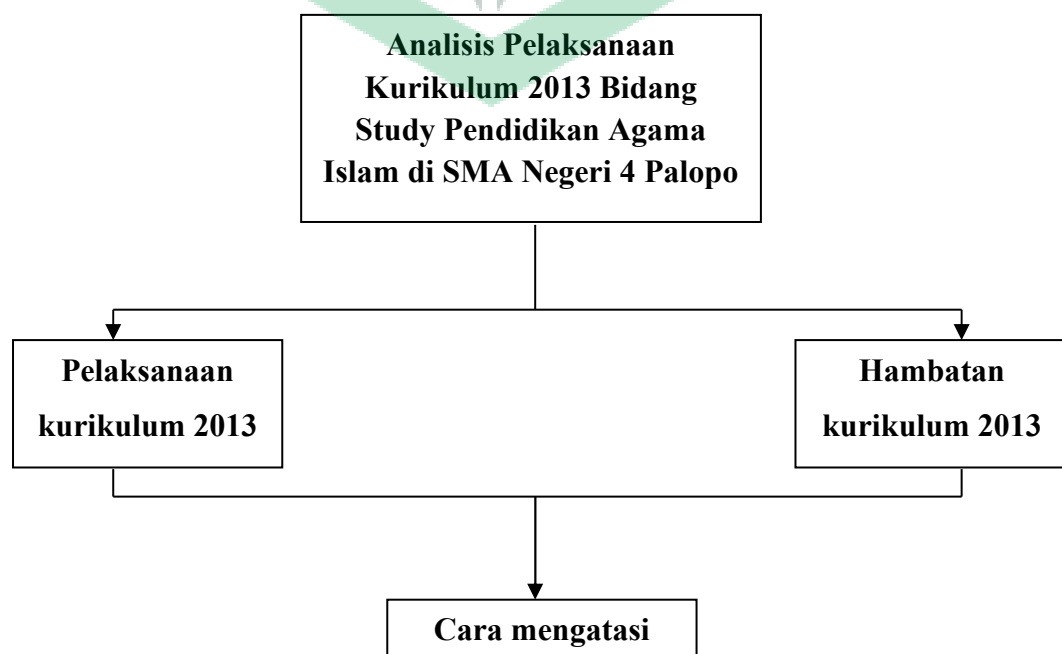 Analisis Pelaksanaan
Kurikulum 2013 Bidang
Study Pendidikan Agama
Islam di SMA Negeri 4 Palopo
Pelaksanaan
kurikulum 2013
Hambatan
kurikulum 2013
Cara mengatasi